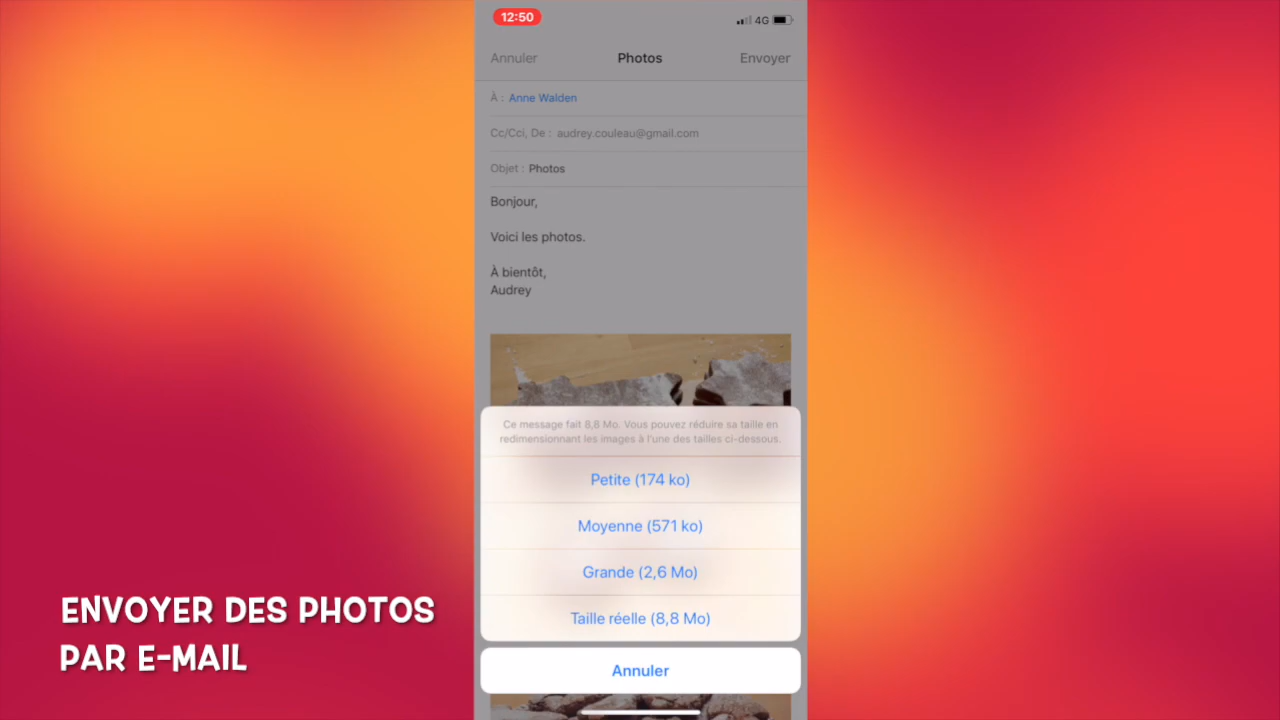 12:50
4G
Annuler
Photos
Envoyer
À : Anne Walden
Cc/Cci, De : audrey.couleau@gmail.com
Objet : Photos
Bonjour,
Voici les photos.
À bientôt,
Audrey
Ce message fait 8,8 Mo. Vous pouvez réduire sa taille en
redimensionnant les images à l'une des tailles ci-dessous.
Petite (174 ko)
Moyenne (571 ko)
Grande (2,6 Mo)
Taille réelle (8,8 Mo)
Annuler
ENVOYER DES PHOTOS
PAR E-MAIL